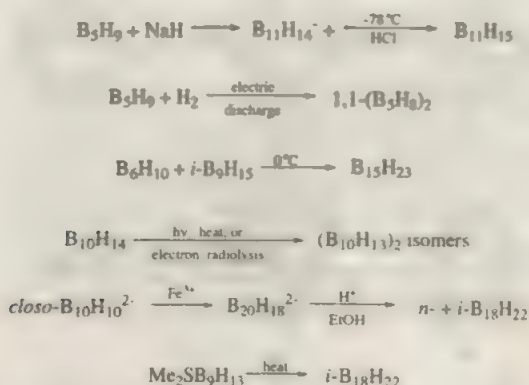 B₅H₉ + NaH ⟶ B₁₁H₁₄⁻ + —-78°C/HCl⟶ B₁₁H₁₅
B₅H₉ + H₂ —electric/discharge⟶ 1,1-(B₅H₈)₂
B₆H₁₀ + i-B₉H₁₅ —0°C⟶ B₁₅H₂₃
B₁₀H₁₄ —hν heat, or/electron radiolysis⟶ (B₁₀H₁₃)₂ isomers
closo-B₁₀H₁₀²⁻ —Fe³⁺⟶ B₂₀H₁₈²⁻ —H⁺/EtOH⟶ n- + i-B₁₈H₂₂
Me₂SB₉H₁₃ —heat⟶ i-B₁₈H₂₂